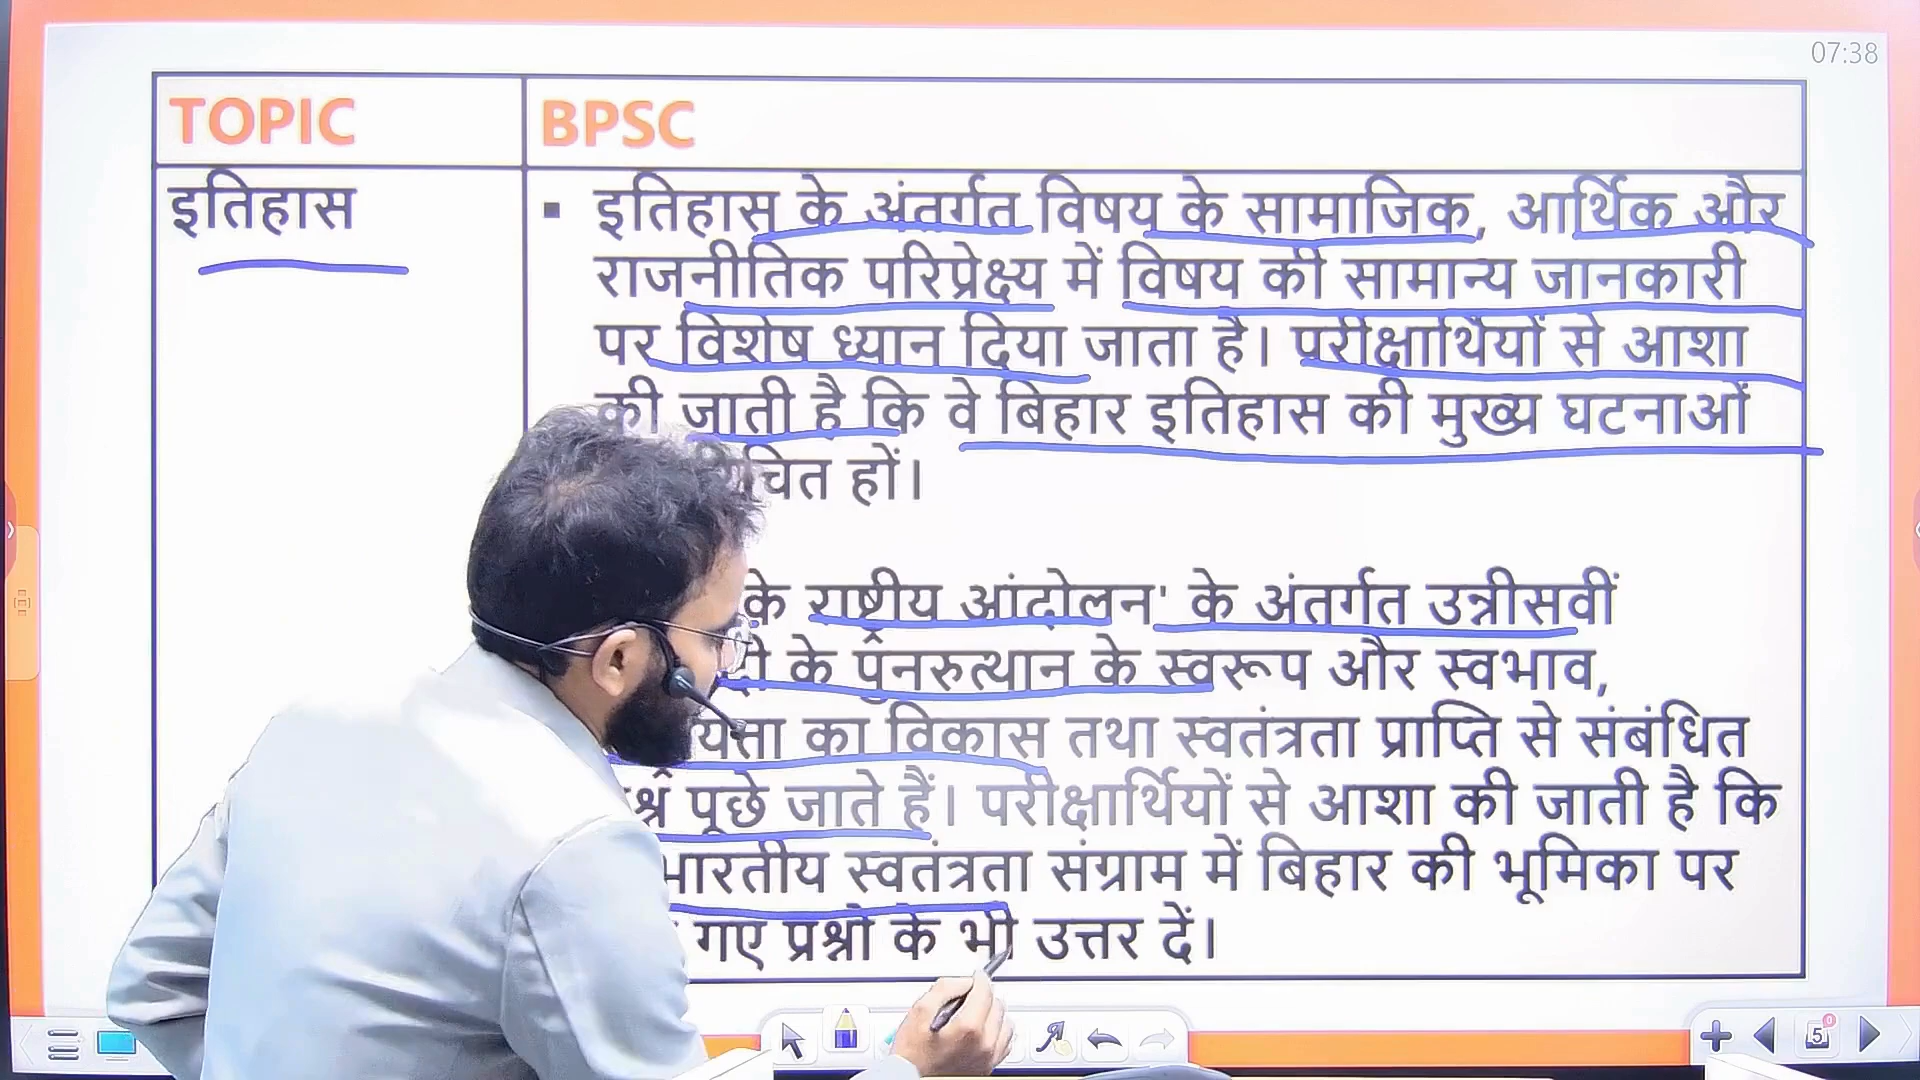 07:38
TOPIC BPSC
इतिहास
▪ इतिहास के अंतर्गत विषय के सामाजिक, आर्थिक और
राजनीतिक परिप्रेक्ष्य में विषय की सामान्य जानकारी
पर विशेष ध्यान दिया जाता है। परीक्षार्थियों से आशा
की जाती है कि वे बिहार इतिहास की मुख्य घटनाओं
हों।
के राष्ट्रीय आंदोलन' के अंतर्गत उन्नीसवीं
के पुनरुत्थान के स्वरूप और स्वभाव,
का विकास तथा स्वतंत्रता प्राप्ति से संबंधित
पूछे जाते हैं। परीक्षार्थियों से आशा की जाती है कि
भारतीय स्वतंत्रता संग्राम में बिहार की भूमिका पर
गए प्रश्नों के भी उत्तर दें।
5
0